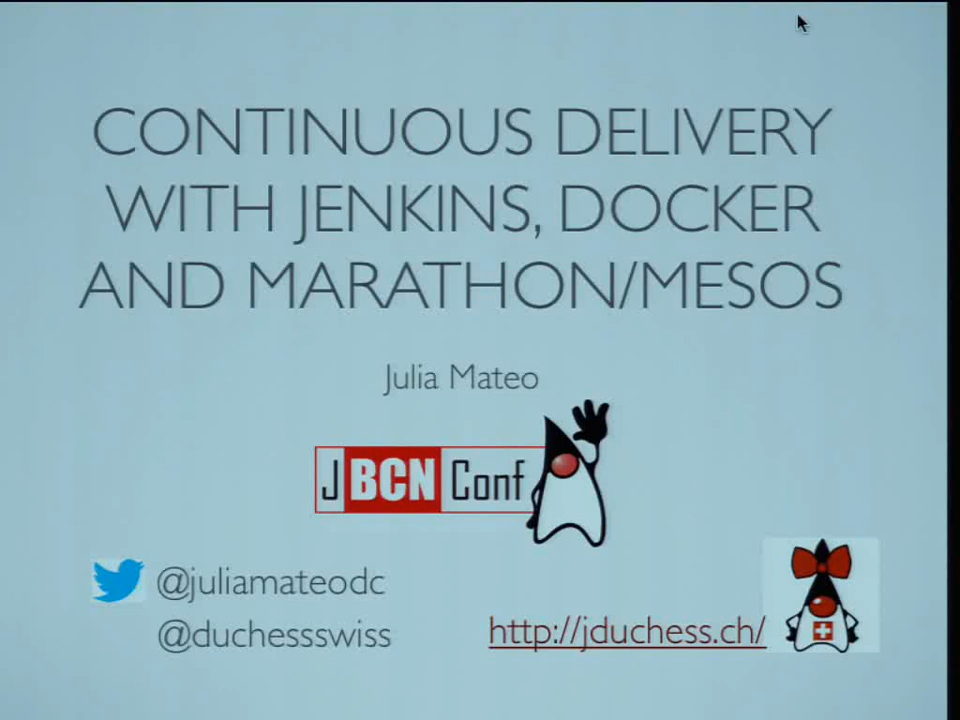 CONTINUOUS DELIVERY
WITH JENKINS, DOCKER
AND MARATHON/MESOS
Julia Mateo
JBCNConf
@juliamateodc
@duchessswiss
http://jduchess.ch/